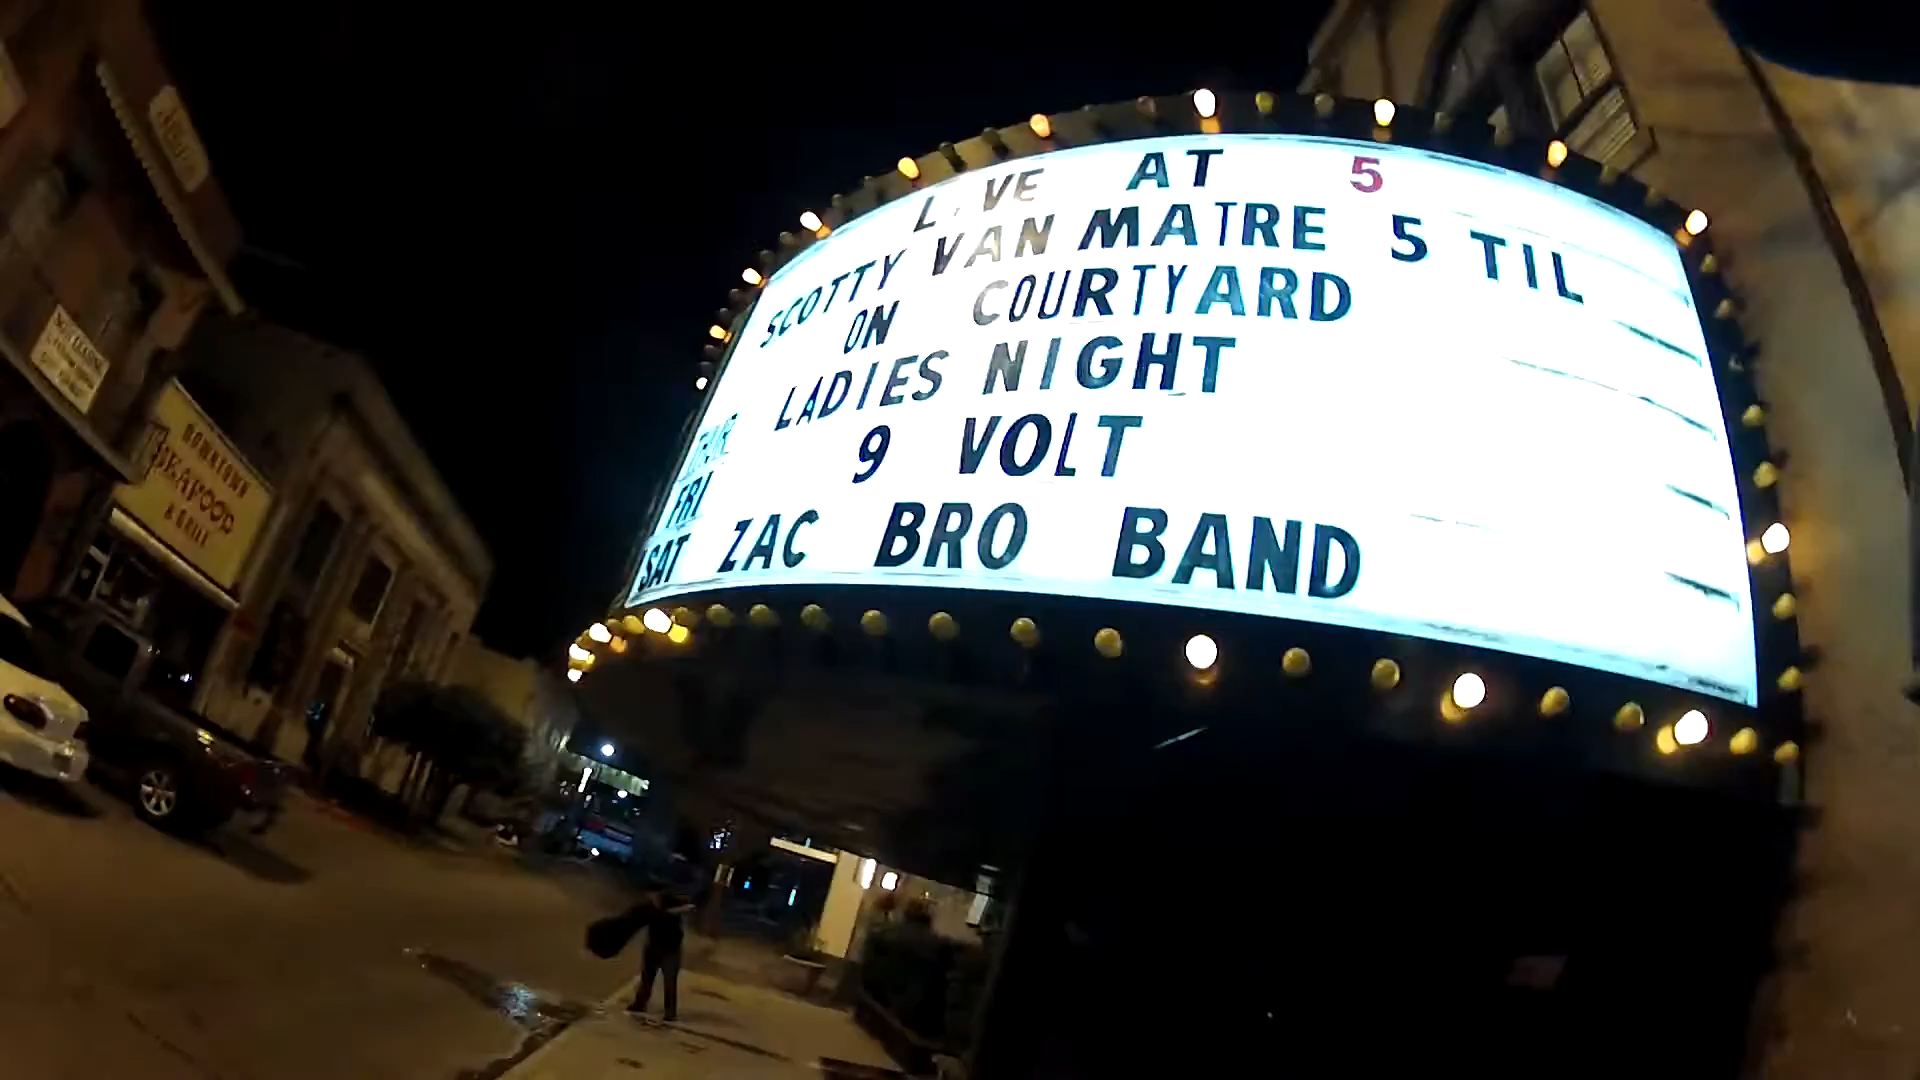 L VE AT 5
SCOTTY VAN MATRE 5 TIL
ON COURTYARD
LADIES NIGHT
9 VOLT
FRI
SAT ZAC BRO BAND
DOWNTOWN
SEAFOOD
& GRILL